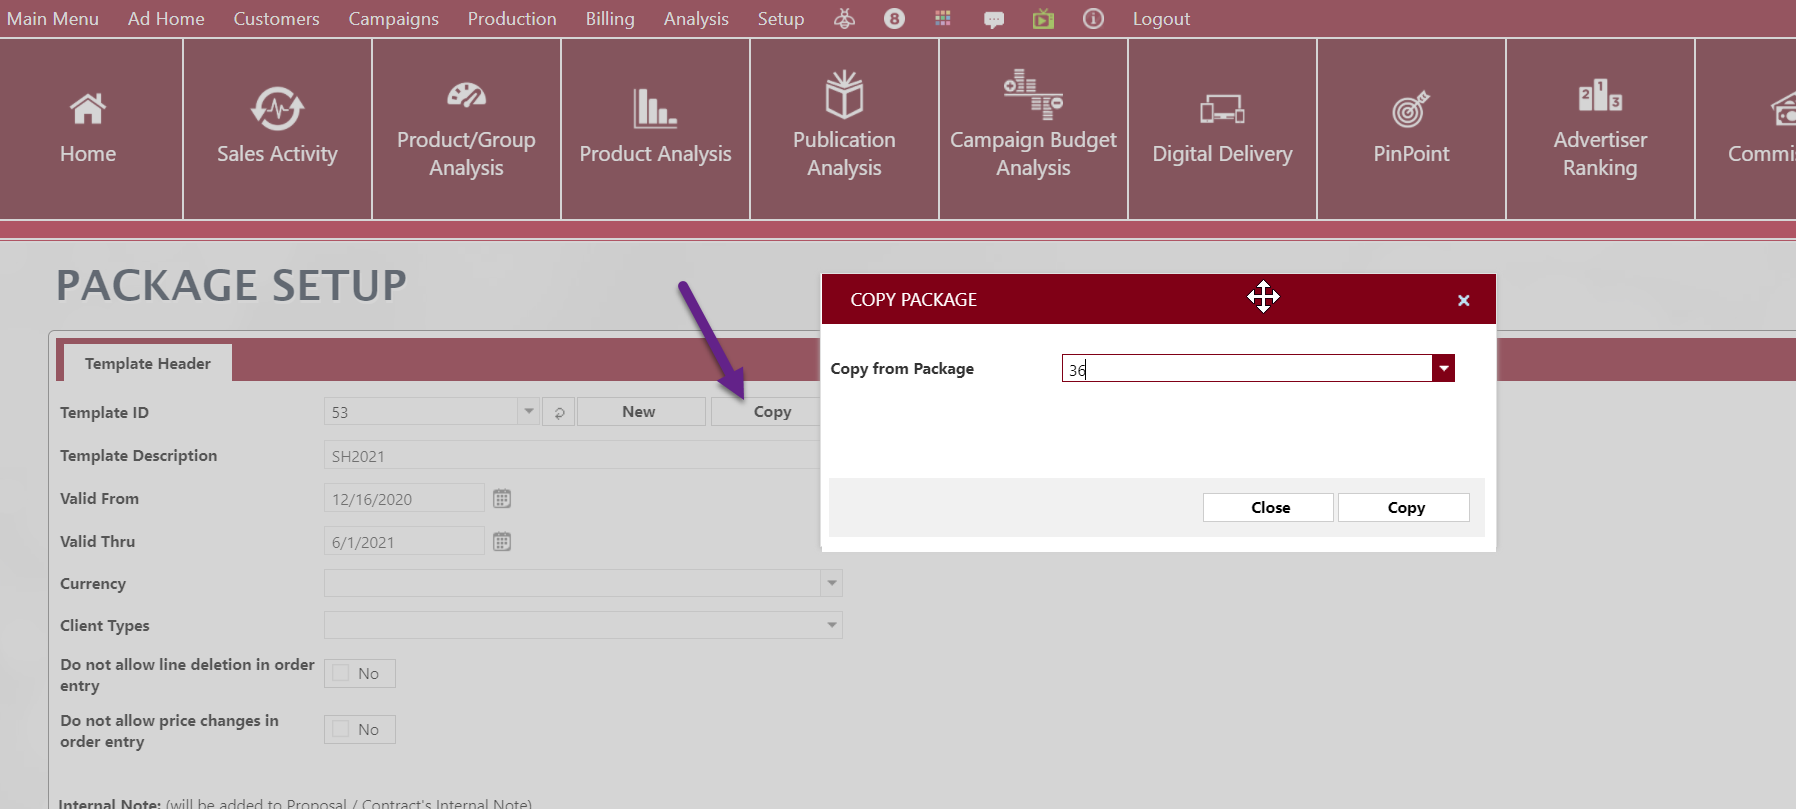 Main Menu Ad Home Customers Campaigns Production Billing Analysis Setup 8 Logout
Home
Sales Activity
Product/Group
Analysis
Product Analysis
Publication
Analysis
Campaign Budget
Analysis
Digital Delivery
PinPoint
2 1 3
Advertiser
Ranking
Commis
PACKAGE SETUP
COPY PACKAGE
Copy from Package 36
Close Copy
Template Header
Template ID 53 New Copy
Template Description SH2021
Valid From 12/16/2020
Valid Thru 6/1/2021
Currency
Client Types
Do not allow line deletion in order
entry
No
Do not allow price changes in
order entry
No
Internal Note: (will be added to Proposal / Contract's Internal Note)